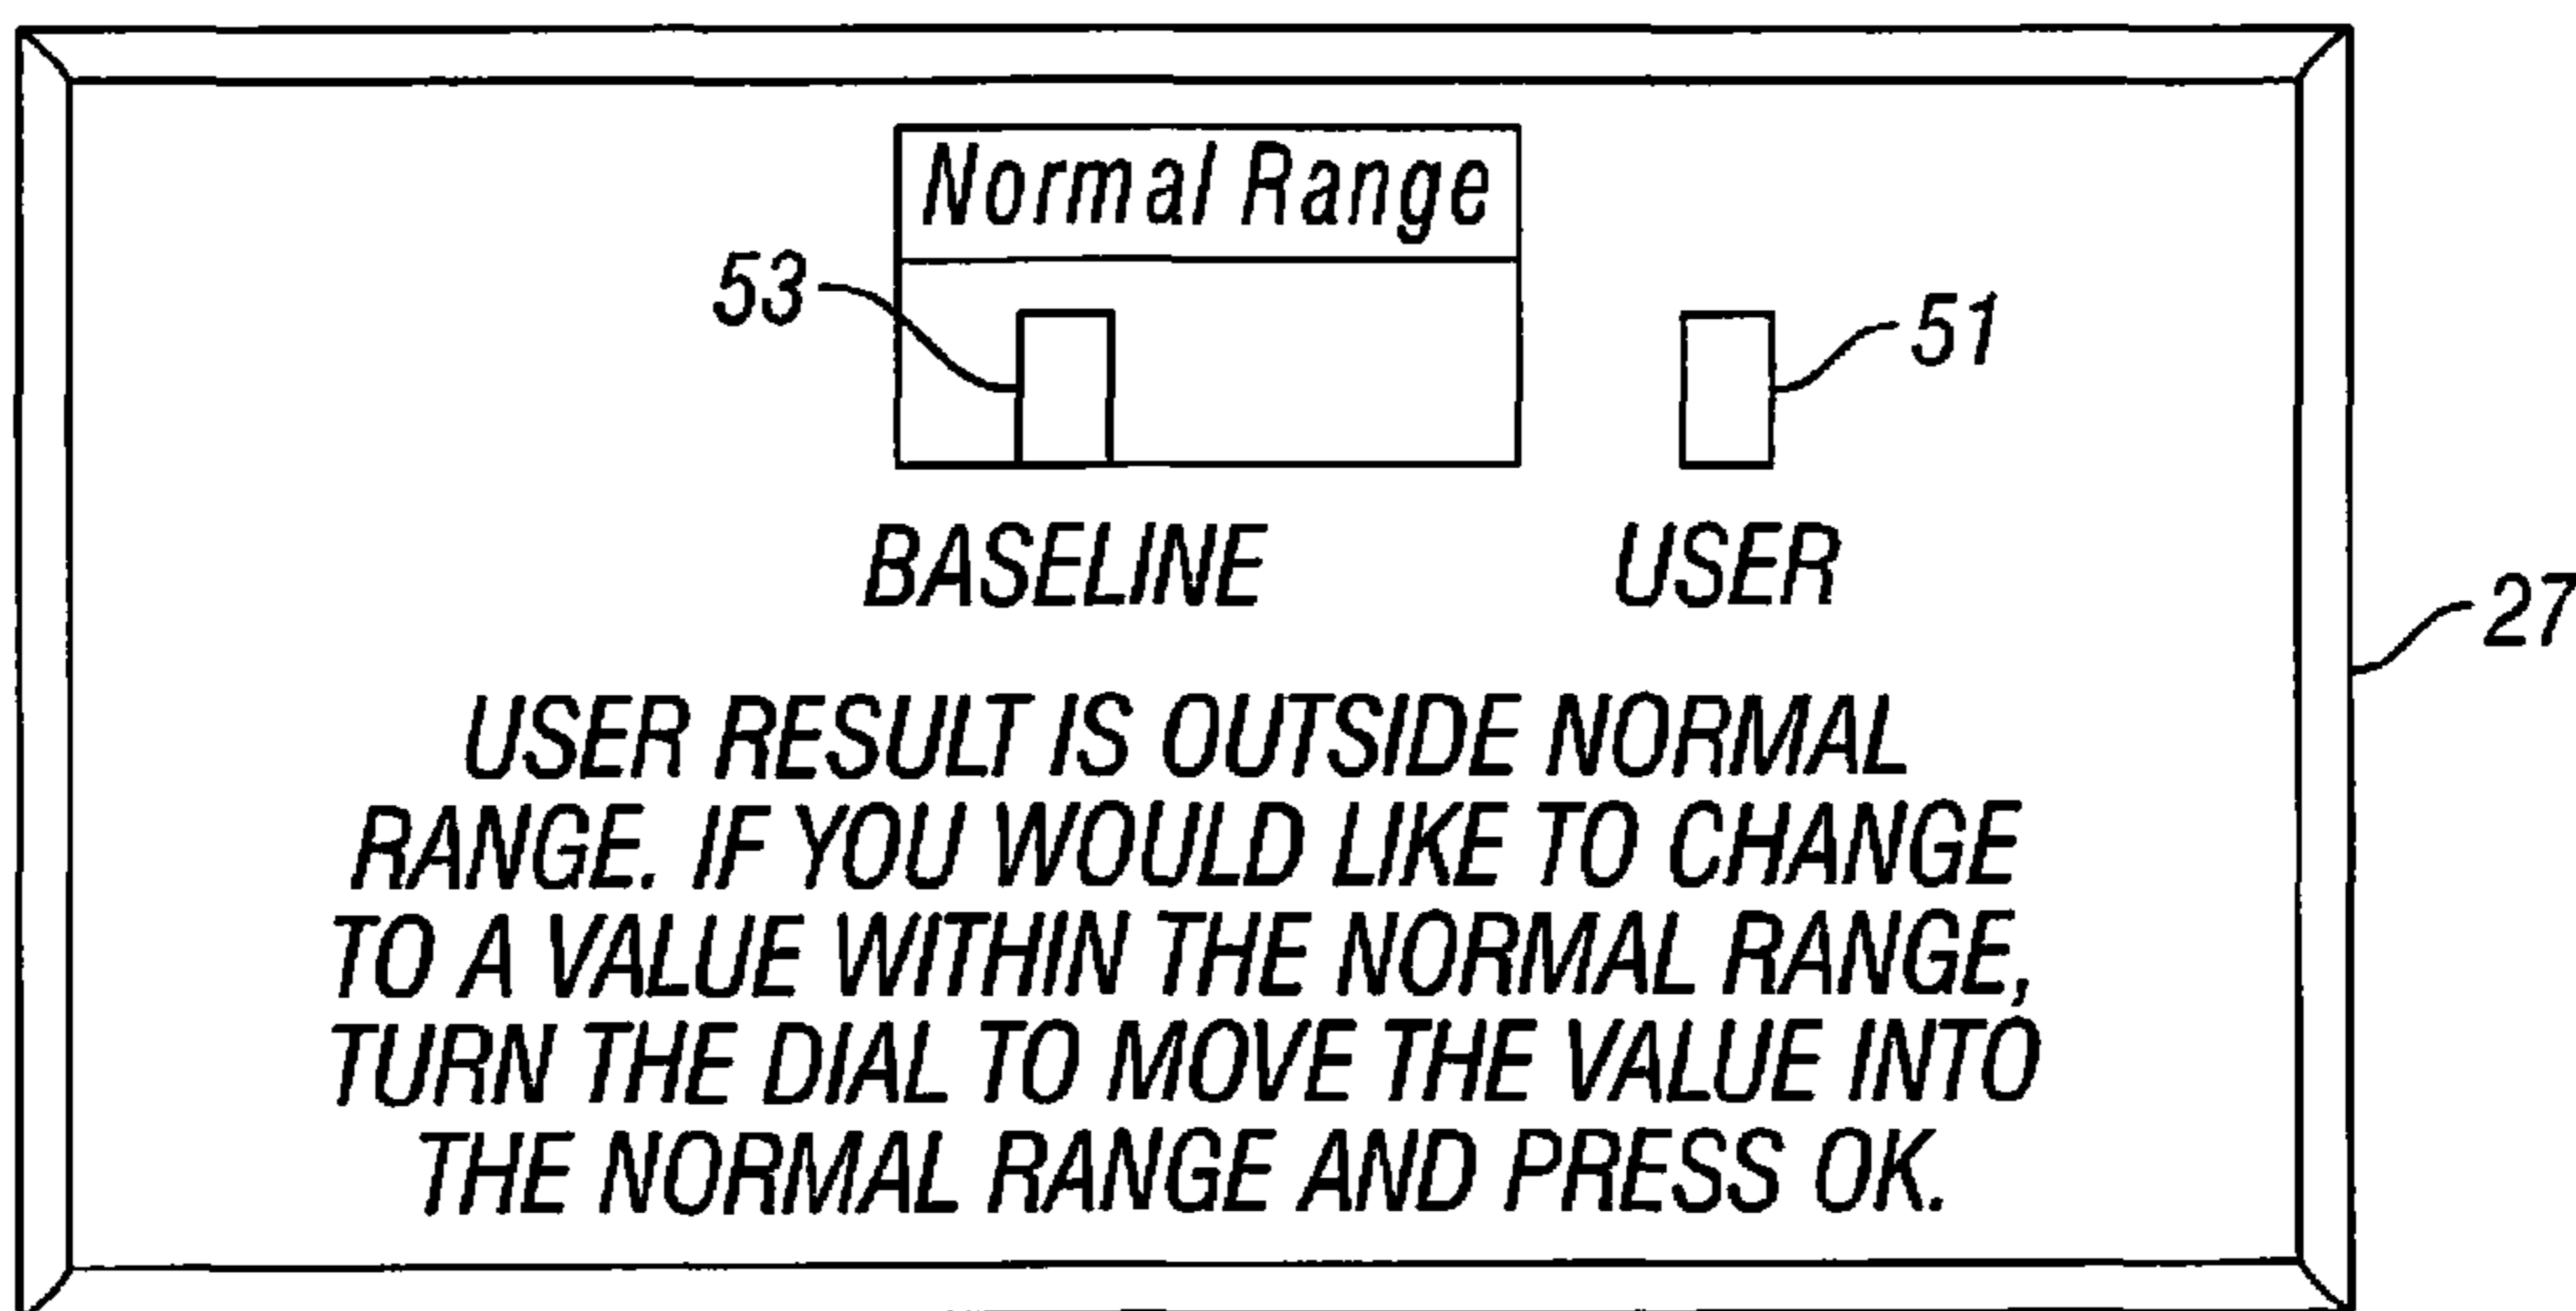 Normal Range
53
51
BASELINE USER
27
USER RESULT IS OUTSIDE NORMAL
RANGE. IF YOU WOULD LIKE TO CHANGE
TO A VALUE WITHIN THE NORMAL RANGE,
TURN THE DIAL TO MOVE THE VALUE INTO
THE NORMAL RANGE AND PRESS OK.